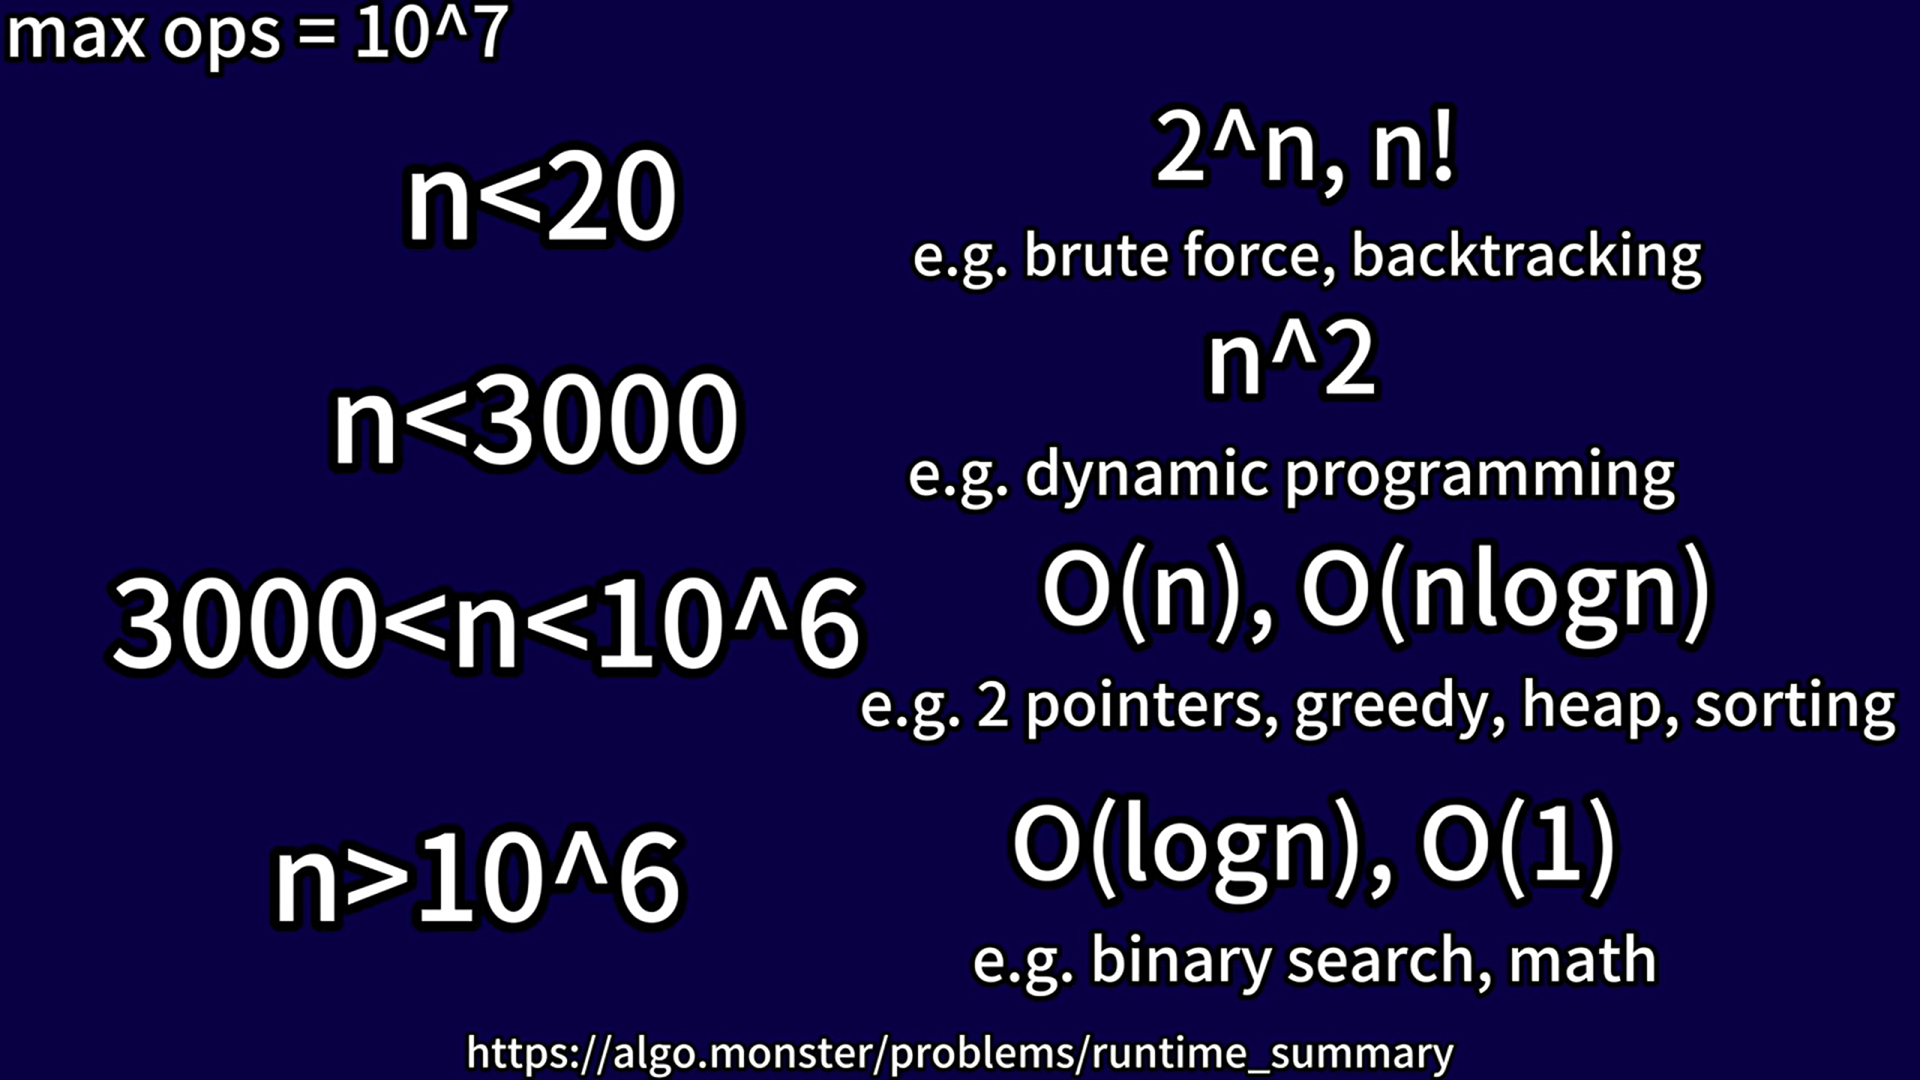 max ops = 10^7
n<20
2^n, n!
e.g. brute force, backtracking
n<3000
n^2
e.g. dynamic programming
3000<n<10^6
O(n), O(nlogn)
e.g. 2 pointers, greedy, heap, sorting
n>10^6
O(logn), O(1)
e.g. binary search, math
https://algo.monster/problems/runtime_summary